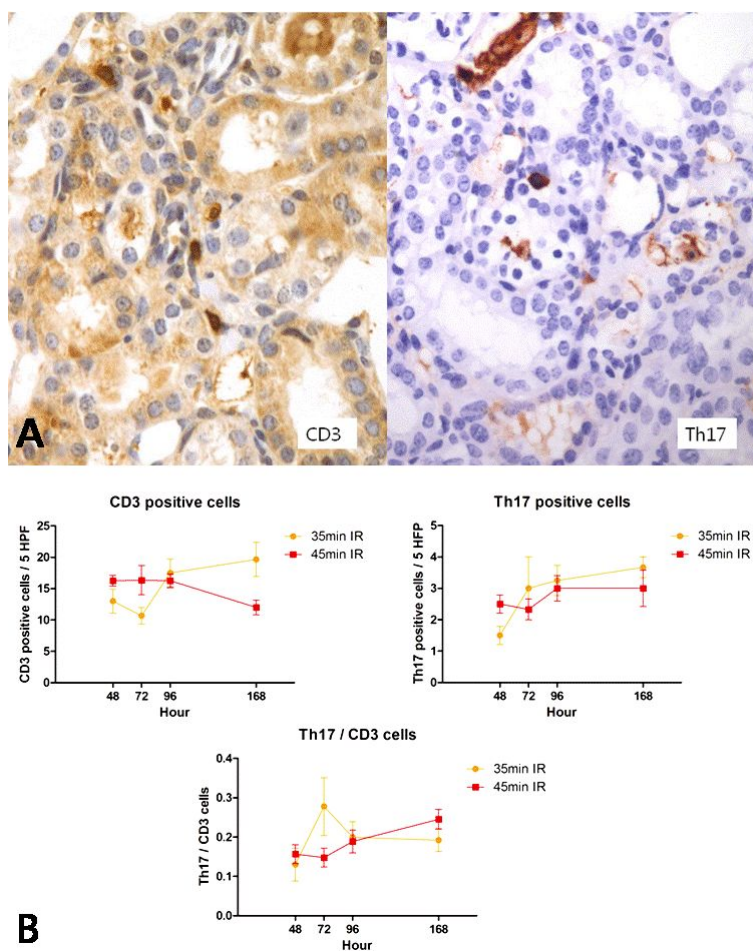 A
CD3
Th17
CD3 positive cells
CD3 positive cells / 5 HPF
25
20
15
10
5
0
48 72 96 168
Hour
35min IR
45min IR
Th17 positive cells
Th17 positive cells / 5 HFP
5
4
3
2
1
0
48 72 96 168
Hour
35min IR
45min IR
Th17 / CD3 cells
Th17 / CD3 cells
0.4
0.3
0.2
0.1
0.0
48 72 96 168
Hour
35min IR
45min IR
B